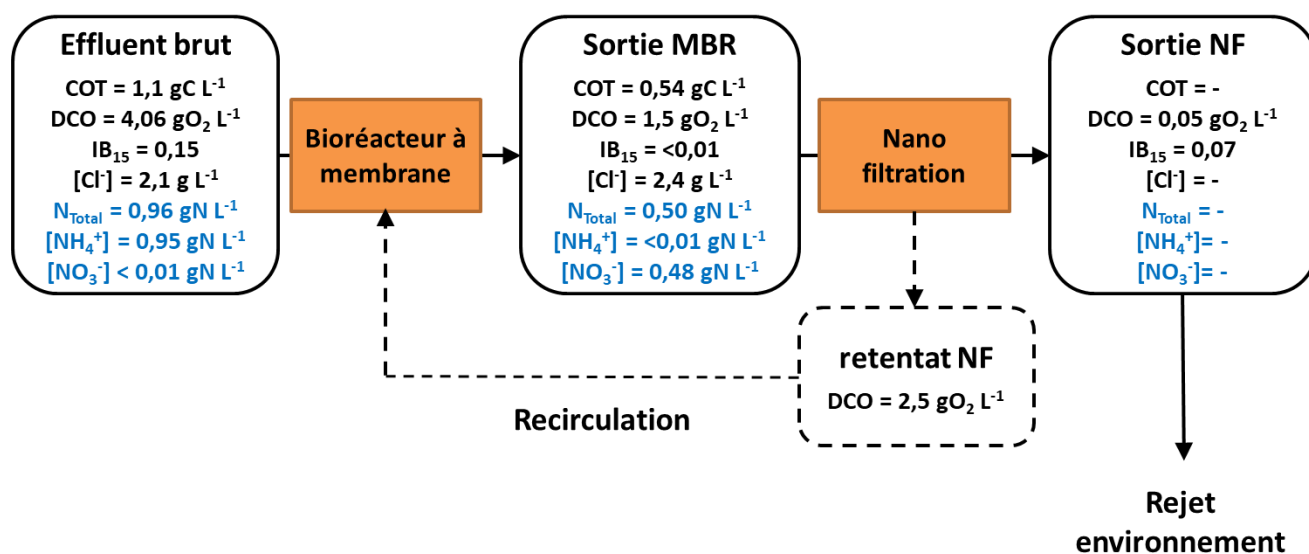 Effluent brut
COT = 1,1 gC L⁻¹
DCO = 4,06 gO₂ L⁻¹
IB₁₅ = 0,15
[Cl⁻] = 2,1 g L⁻¹
N_Total = 0,96 gN L⁻¹
[NH₄⁺] = 0,95 gN L⁻¹
[NO₃⁻] < 0,01 gN L⁻¹
Bioréacteur à
membrane
Sortie MBR
COT = 0,54 gC L⁻¹
DCO = 1,5 gO₂ L⁻¹
IB₁₅ = <0,01
[Cl⁻] = 2,4 g L⁻¹
N_Total = 0,50 gN L⁻¹
[NH₄⁺] = <0,01 gN L⁻¹
[NO₃⁻] = 0,48 gN L⁻¹
Nano
filtration
Sortie NF
COT = -
DCO = 0,05 gO₂ L⁻¹
IB₁₅ = 0,07
[Cl⁻] = -
N_Total = -
[NH₄⁺]= -
[NO₃⁻]= -
retentat NF
DCO = 2,5 gO₂ L⁻¹
Recirculation
Rejet
environnement